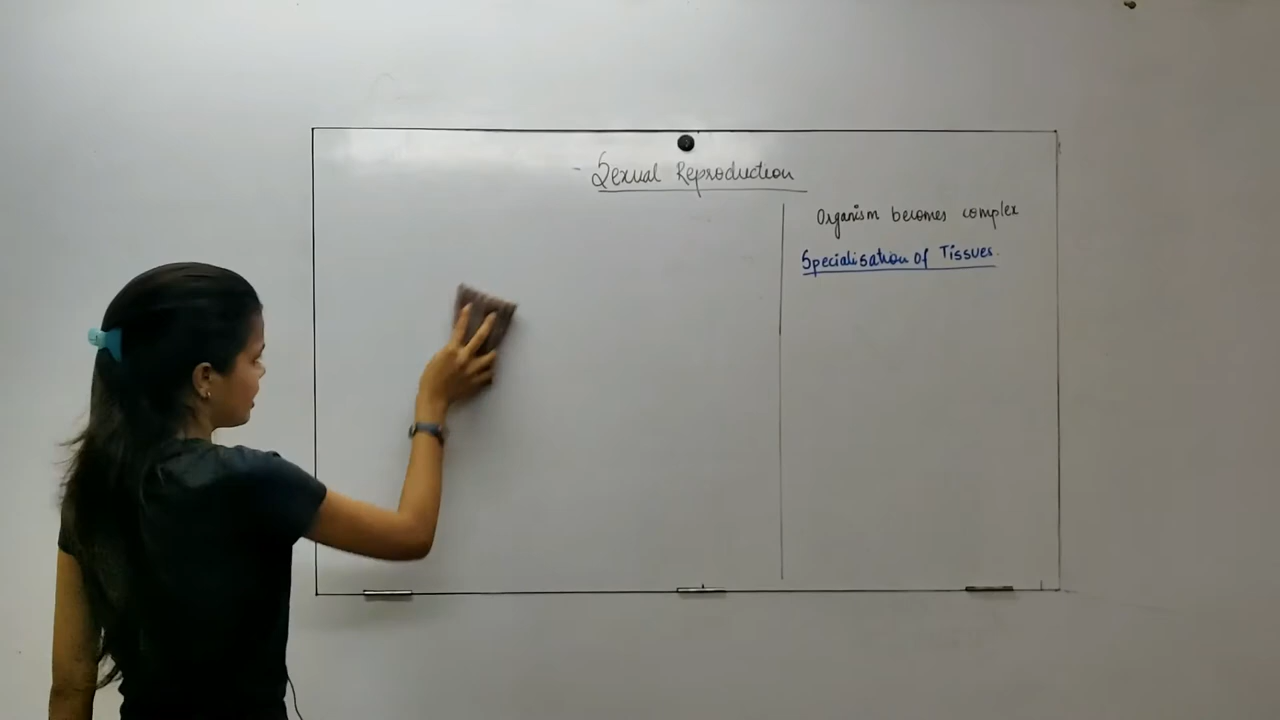 - Sexual Reproduction
Organism becomes complex
Specialisation of Tissues.